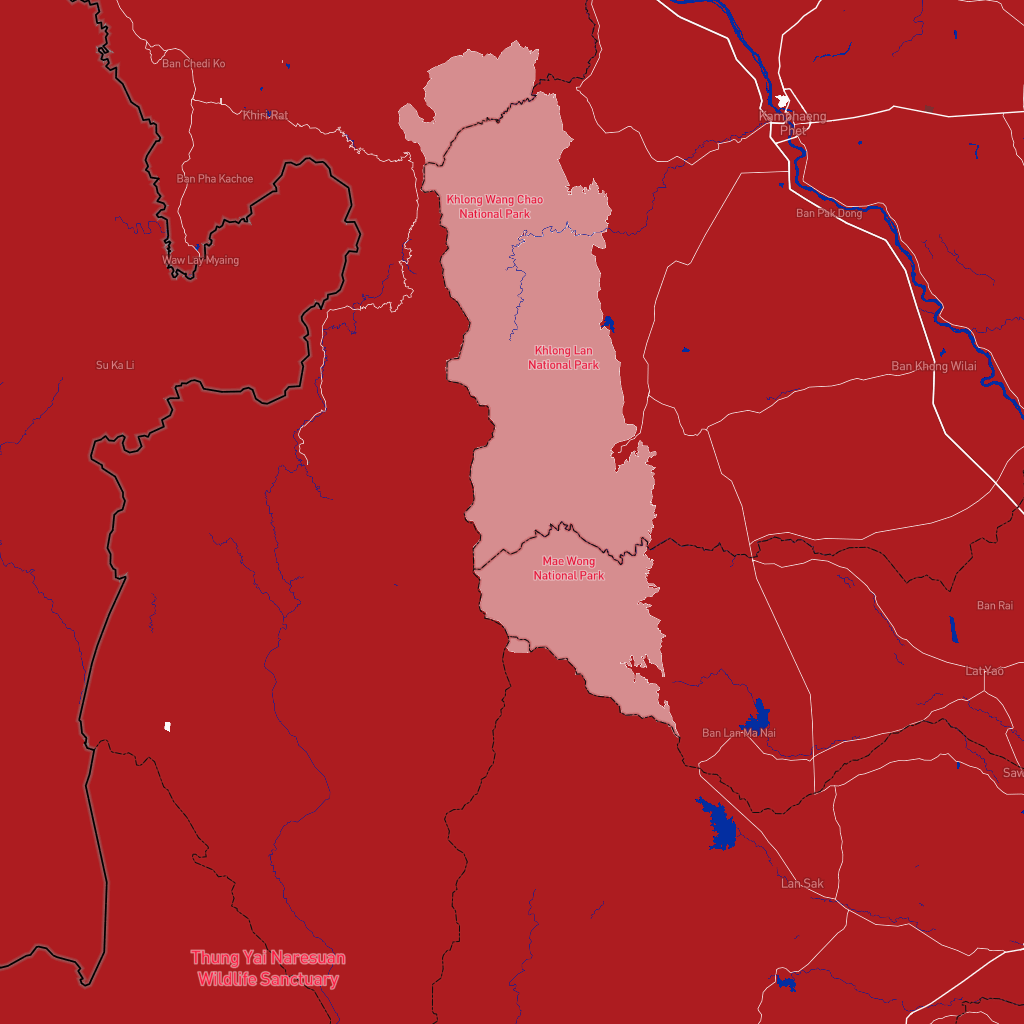 Ban Chedi Ko
Khiri Rat
Kamphaeng
Phet
Ban Pha Kachoe
Khlong Wang Chao
National Park
Ban Pak Dong
Waw Lay Myaing
Khlong Lan
National Park
Su Ka Li
Ban Khong Wilai
Mae Wong
National Park
Ban Rai
Lat Yao
Ban Lan Ma Nai
Saw
Lan Sak
Thung Yai Naresuan
Wildlife Sanctuary